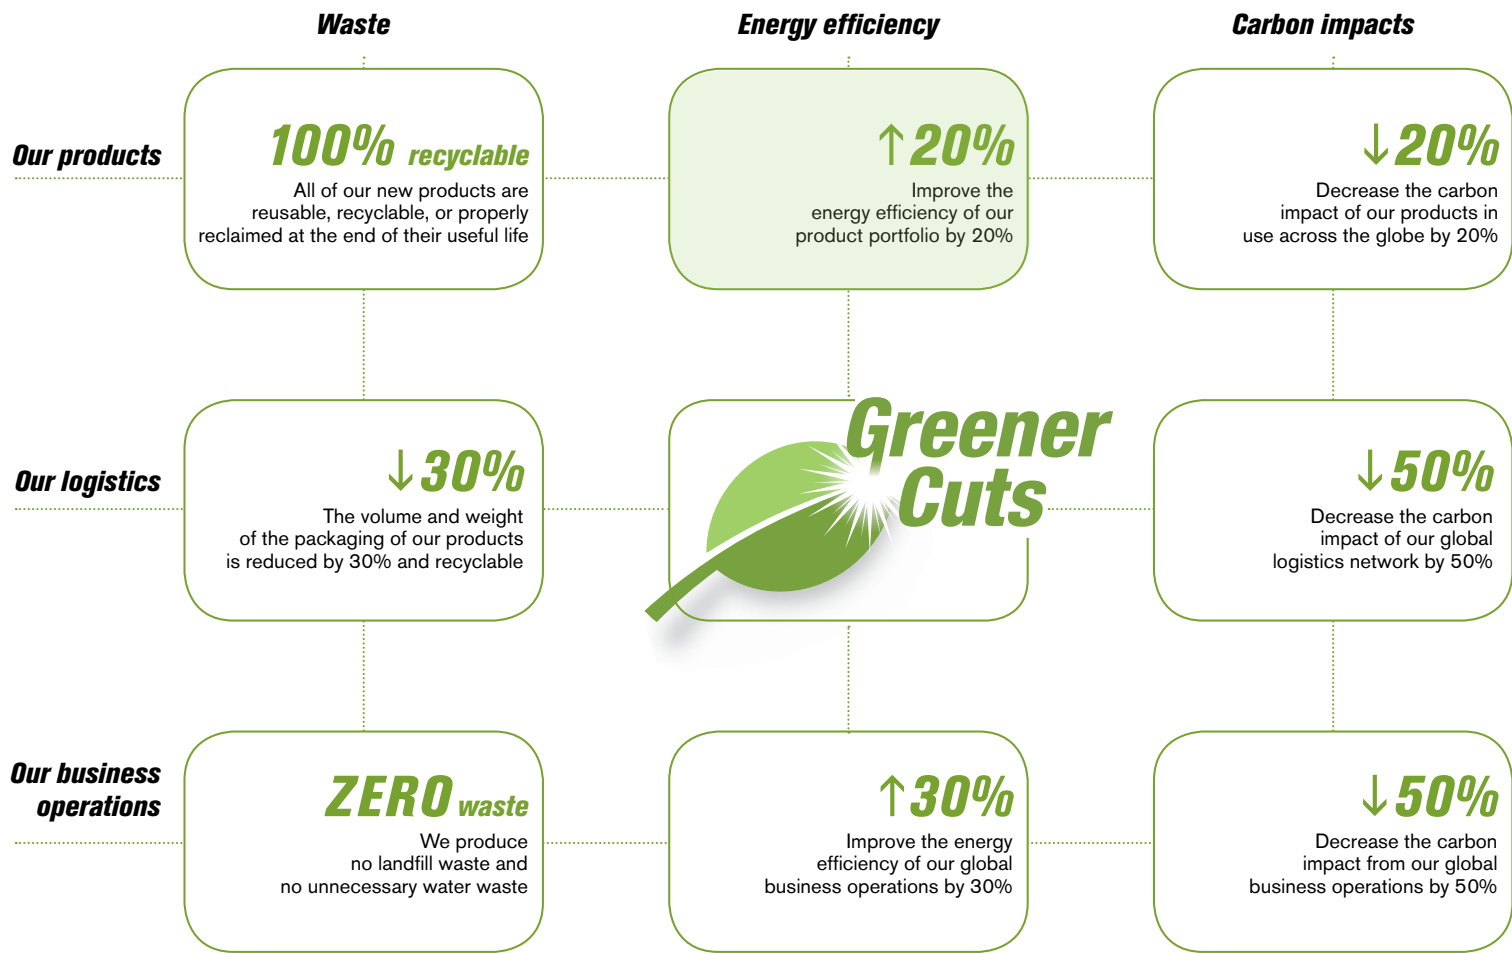 Waste
Energy efficiency
Carbon impacts
Our products
100% recyclable
All of our new products are
reusable, recyclable, or properly
reclaimed at the end of their useful life
↑20%
Improve the
energy efficiency of our
product portfolio by 20%
↓20%
Decrease the carbon
impact of our products in
use across the globe by 20%
Our logistics
↓30%
The volume and weight
of the packaging of our products
is reduced by 30% and recyclable
Greener
Cuts
↓50%
Decrease the carbon
impact of our global
logistics network by 50%
Our business
operations
ZERO waste
We produce
no landfill waste and
no unnecessary water waste
↑30%
Improve the energy
efficiency of our global
business operations by 30%
↓50%
Decrease the carbon
impact from our global
business operations by 50%